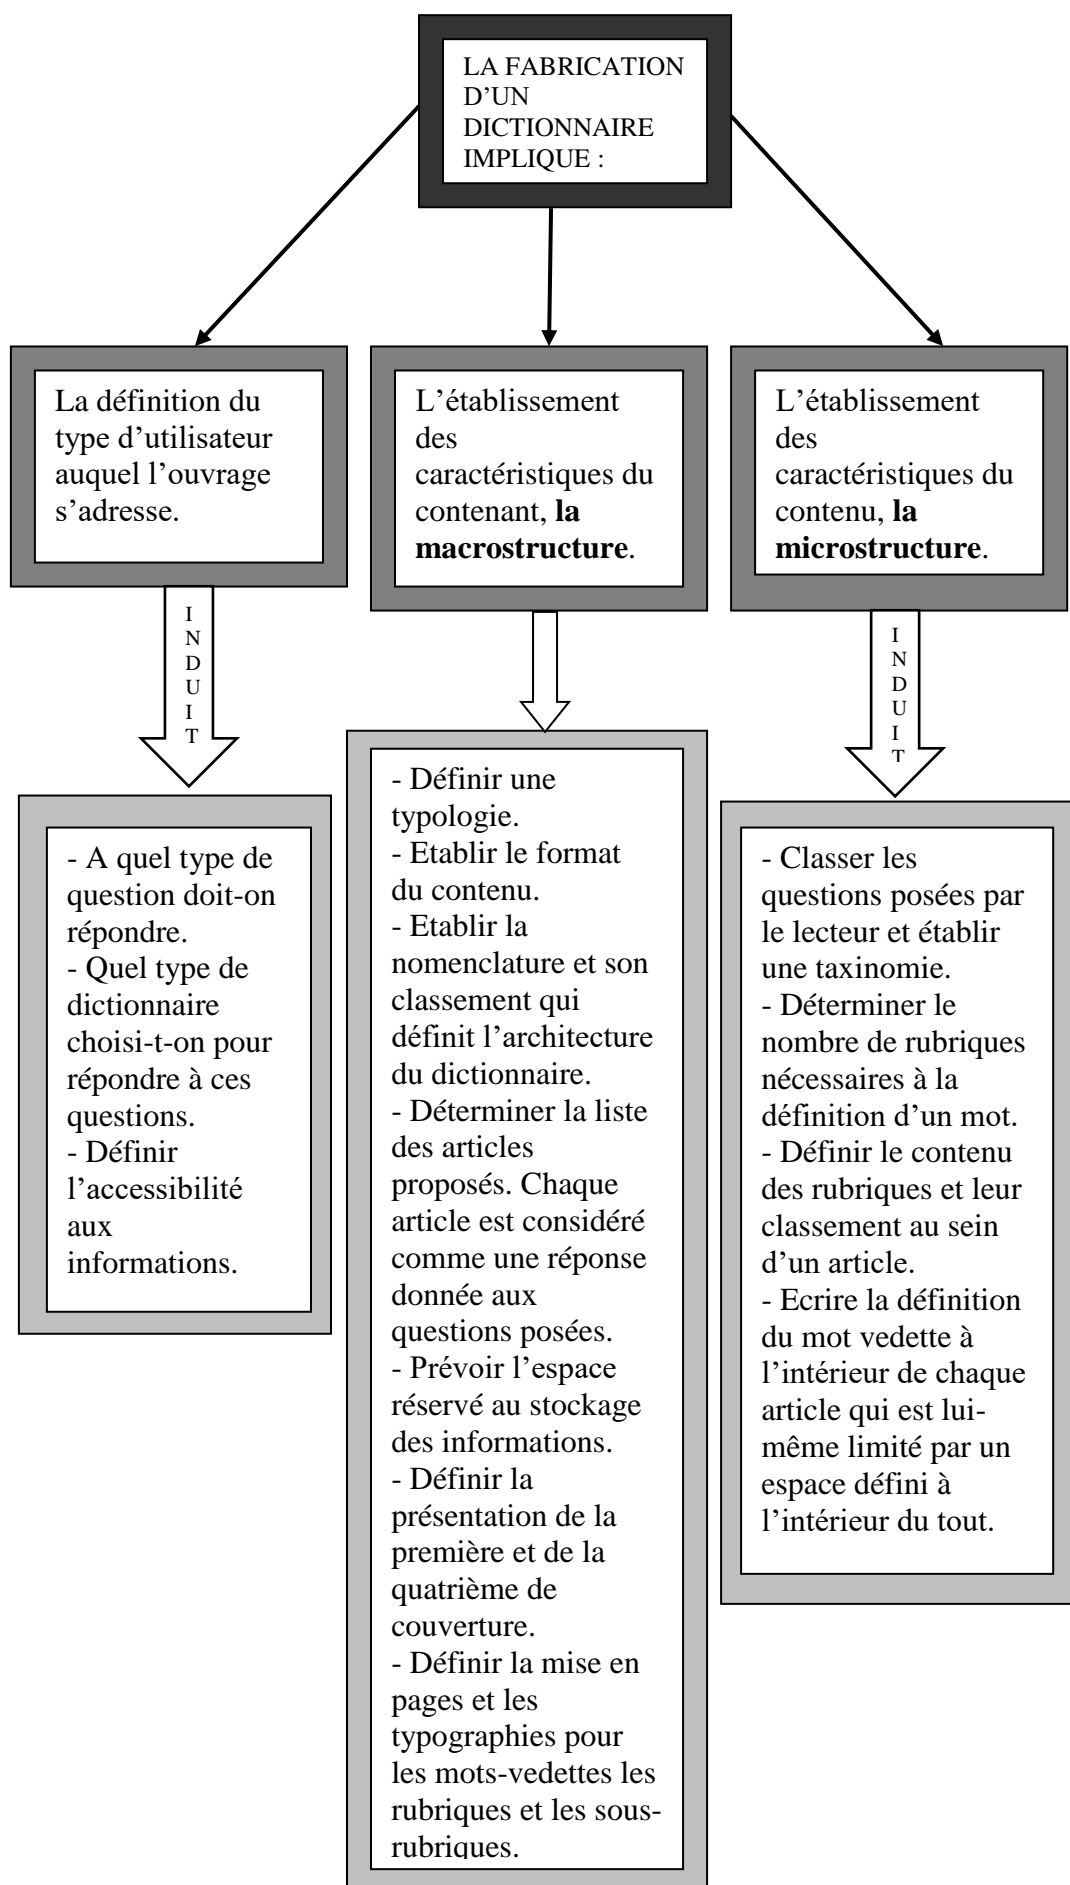 LA FABRICATION
D'UN
DICTIONNAIRE
IMPLIQUE :
La définition du
type d'utilisateur
auquel l'ouvrage
s'adresse.
L'établissement
des
caractéristiques du
contenant, la
macrostructure.
L'établissement
des
caractéristiques du
contenu, la
microstructure.
I
N
D
U
I
T
I
N
D
U
I
T
- A quel type de
question doit-on
répondre.
- Quel type de
dictionnaire
choisi-t-on pour
répondre à ces
questions.
- Définir
l'accessibilité
aux
informations.
- Définir une
typologie.
- Etablir le format
du contenu.
- Etablir la
nomenclature et son
classement qui
définit l'architecture
du dictionnaire.
- Déterminer la liste
des articles
proposés. Chaque
article est considéré
comme une réponse
donnée aux
questions posées.
- Prévoir l'espace
réservé au stockage
des informations.
- Définir la
présentation de la
première et de la
quatrième de
couverture.
- Définir la mise en
pages et les
typographies pour
les mots-vedettes les
rubriques et les sous-
rubriques.
- Classer les
questions posées par
le lecteur et établir
une taxinomie.
- Déterminer le
nombre de rubriques
nécessaires à la
définition d'un mot.
- Définir le contenu
des rubriques et leur
classement au sein
d'un article.
- Ecrire la définition
du mot vedette à
l'intérieur de chaque
article qui est lui-
même limité par un
espace défini à
l'intérieur du tout.